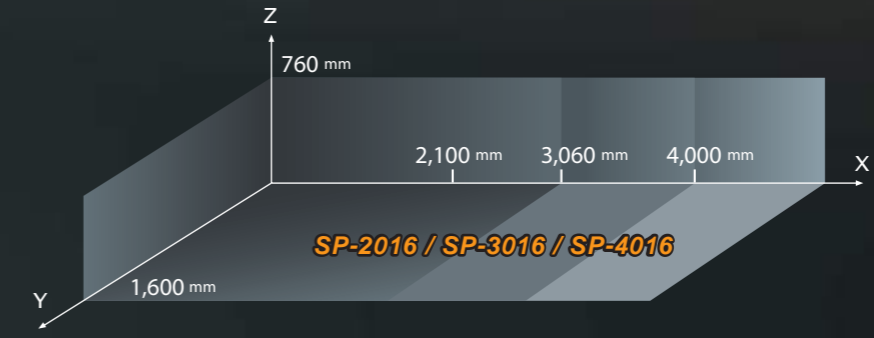 Z
760 mm
2,100 mm 3,060 mm 4,000 mm
X
SP-2016 / SP-3016 / SP-4016
1,600 mm
Y